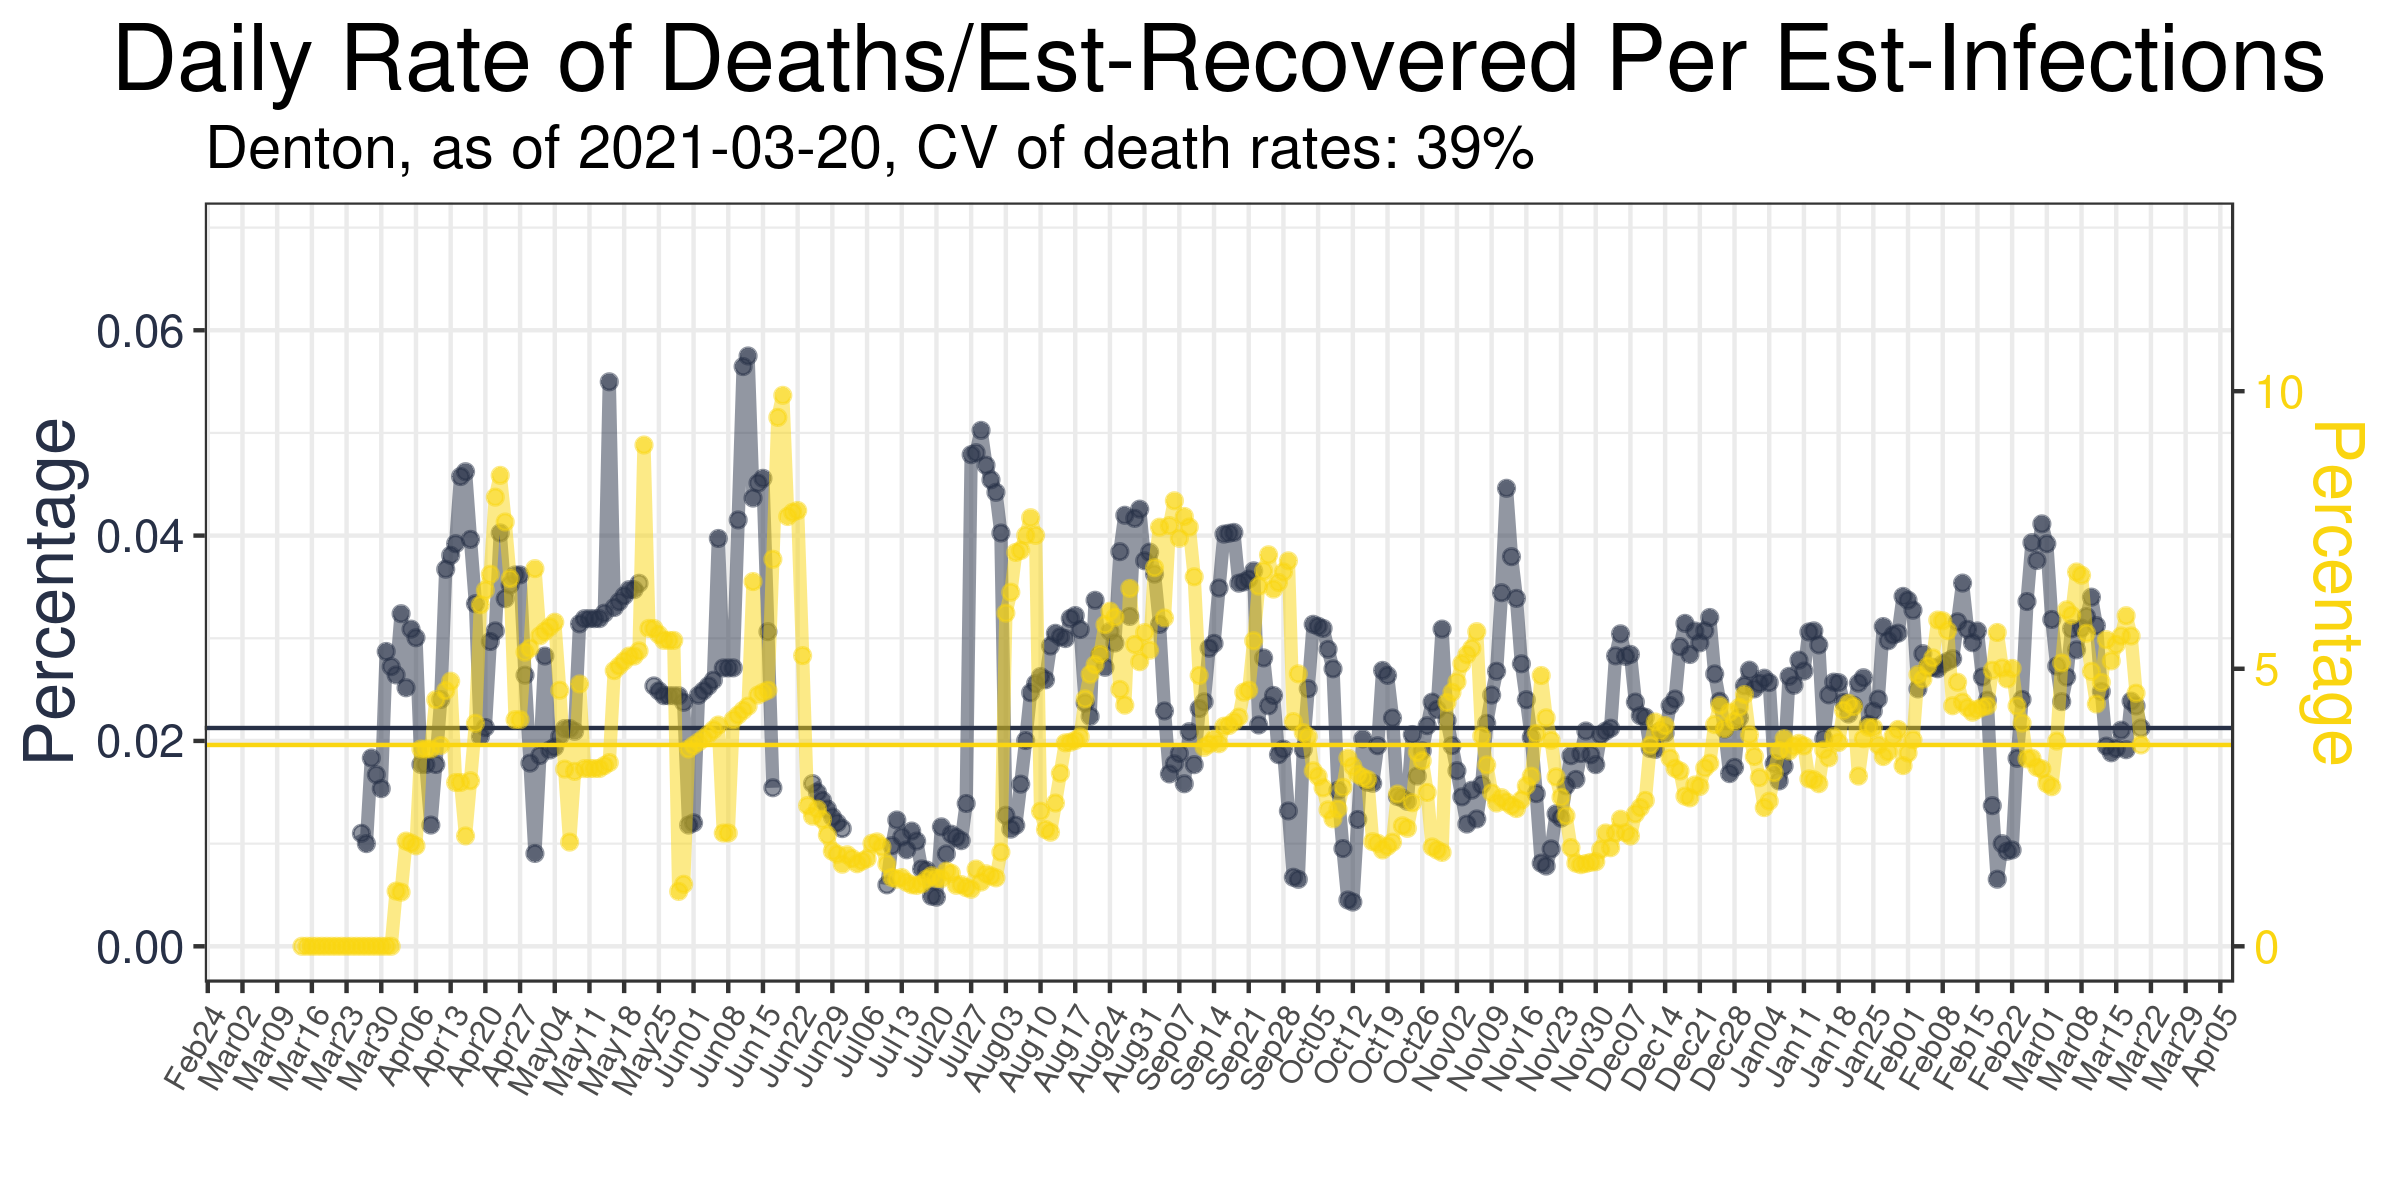 Daily Rate of Deaths/Est-Recovered Per Est-Infections
Denton, as of 2021-03-20, CV of death rates: 39%
Percentage
0.06
0.04
0.02
0.00
10
5
0
Percentage
Feb24 Mar02 Mar09 Mar16 Mar23 Mar30 Apr06 Apr13 Apr20 Apr27 May04 May11 May18 May25 Jun01 Jun08 Jun15 Jun22 Jun29 Jul06 Jul13 Jul20 Jul27 Aug03 Aug10 Aug17 Aug24 Aug31 Sep07 Sep14 Sep21 Sep28 Oct05 Oct12 Oct19 Oct26 Nov02 Nov09 Nov16 Nov23 Nov30 Dec07 Dec14 Dec21 Dec28 Jan04 Jan11 Jan18 Jan25 Feb01 Feb08 Feb15 Feb22 Mar01 Mar08 Mar15 Mar22 Mar29 Apr05